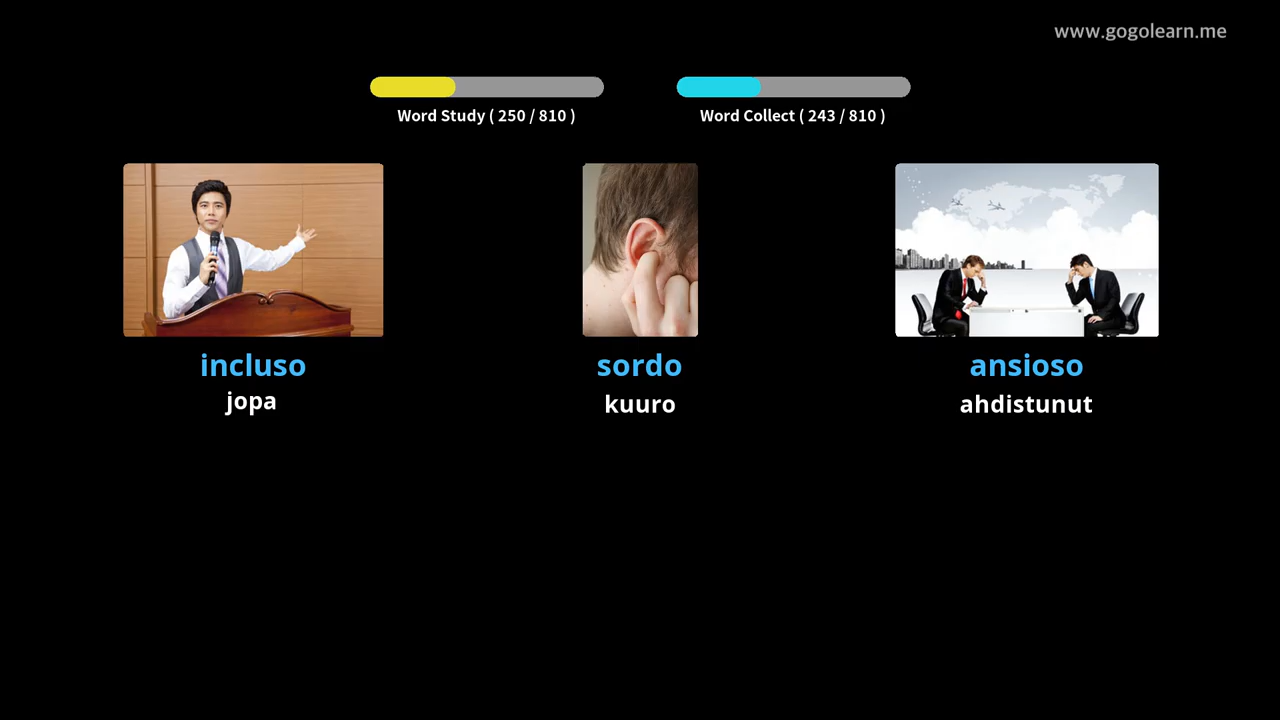 www.gogolearn.me
Word Study ( 250 / 810 )
Word Collect ( 243 / 810 )
incluso
sordo
ansioso
jopa
kuuro
ahdistunut